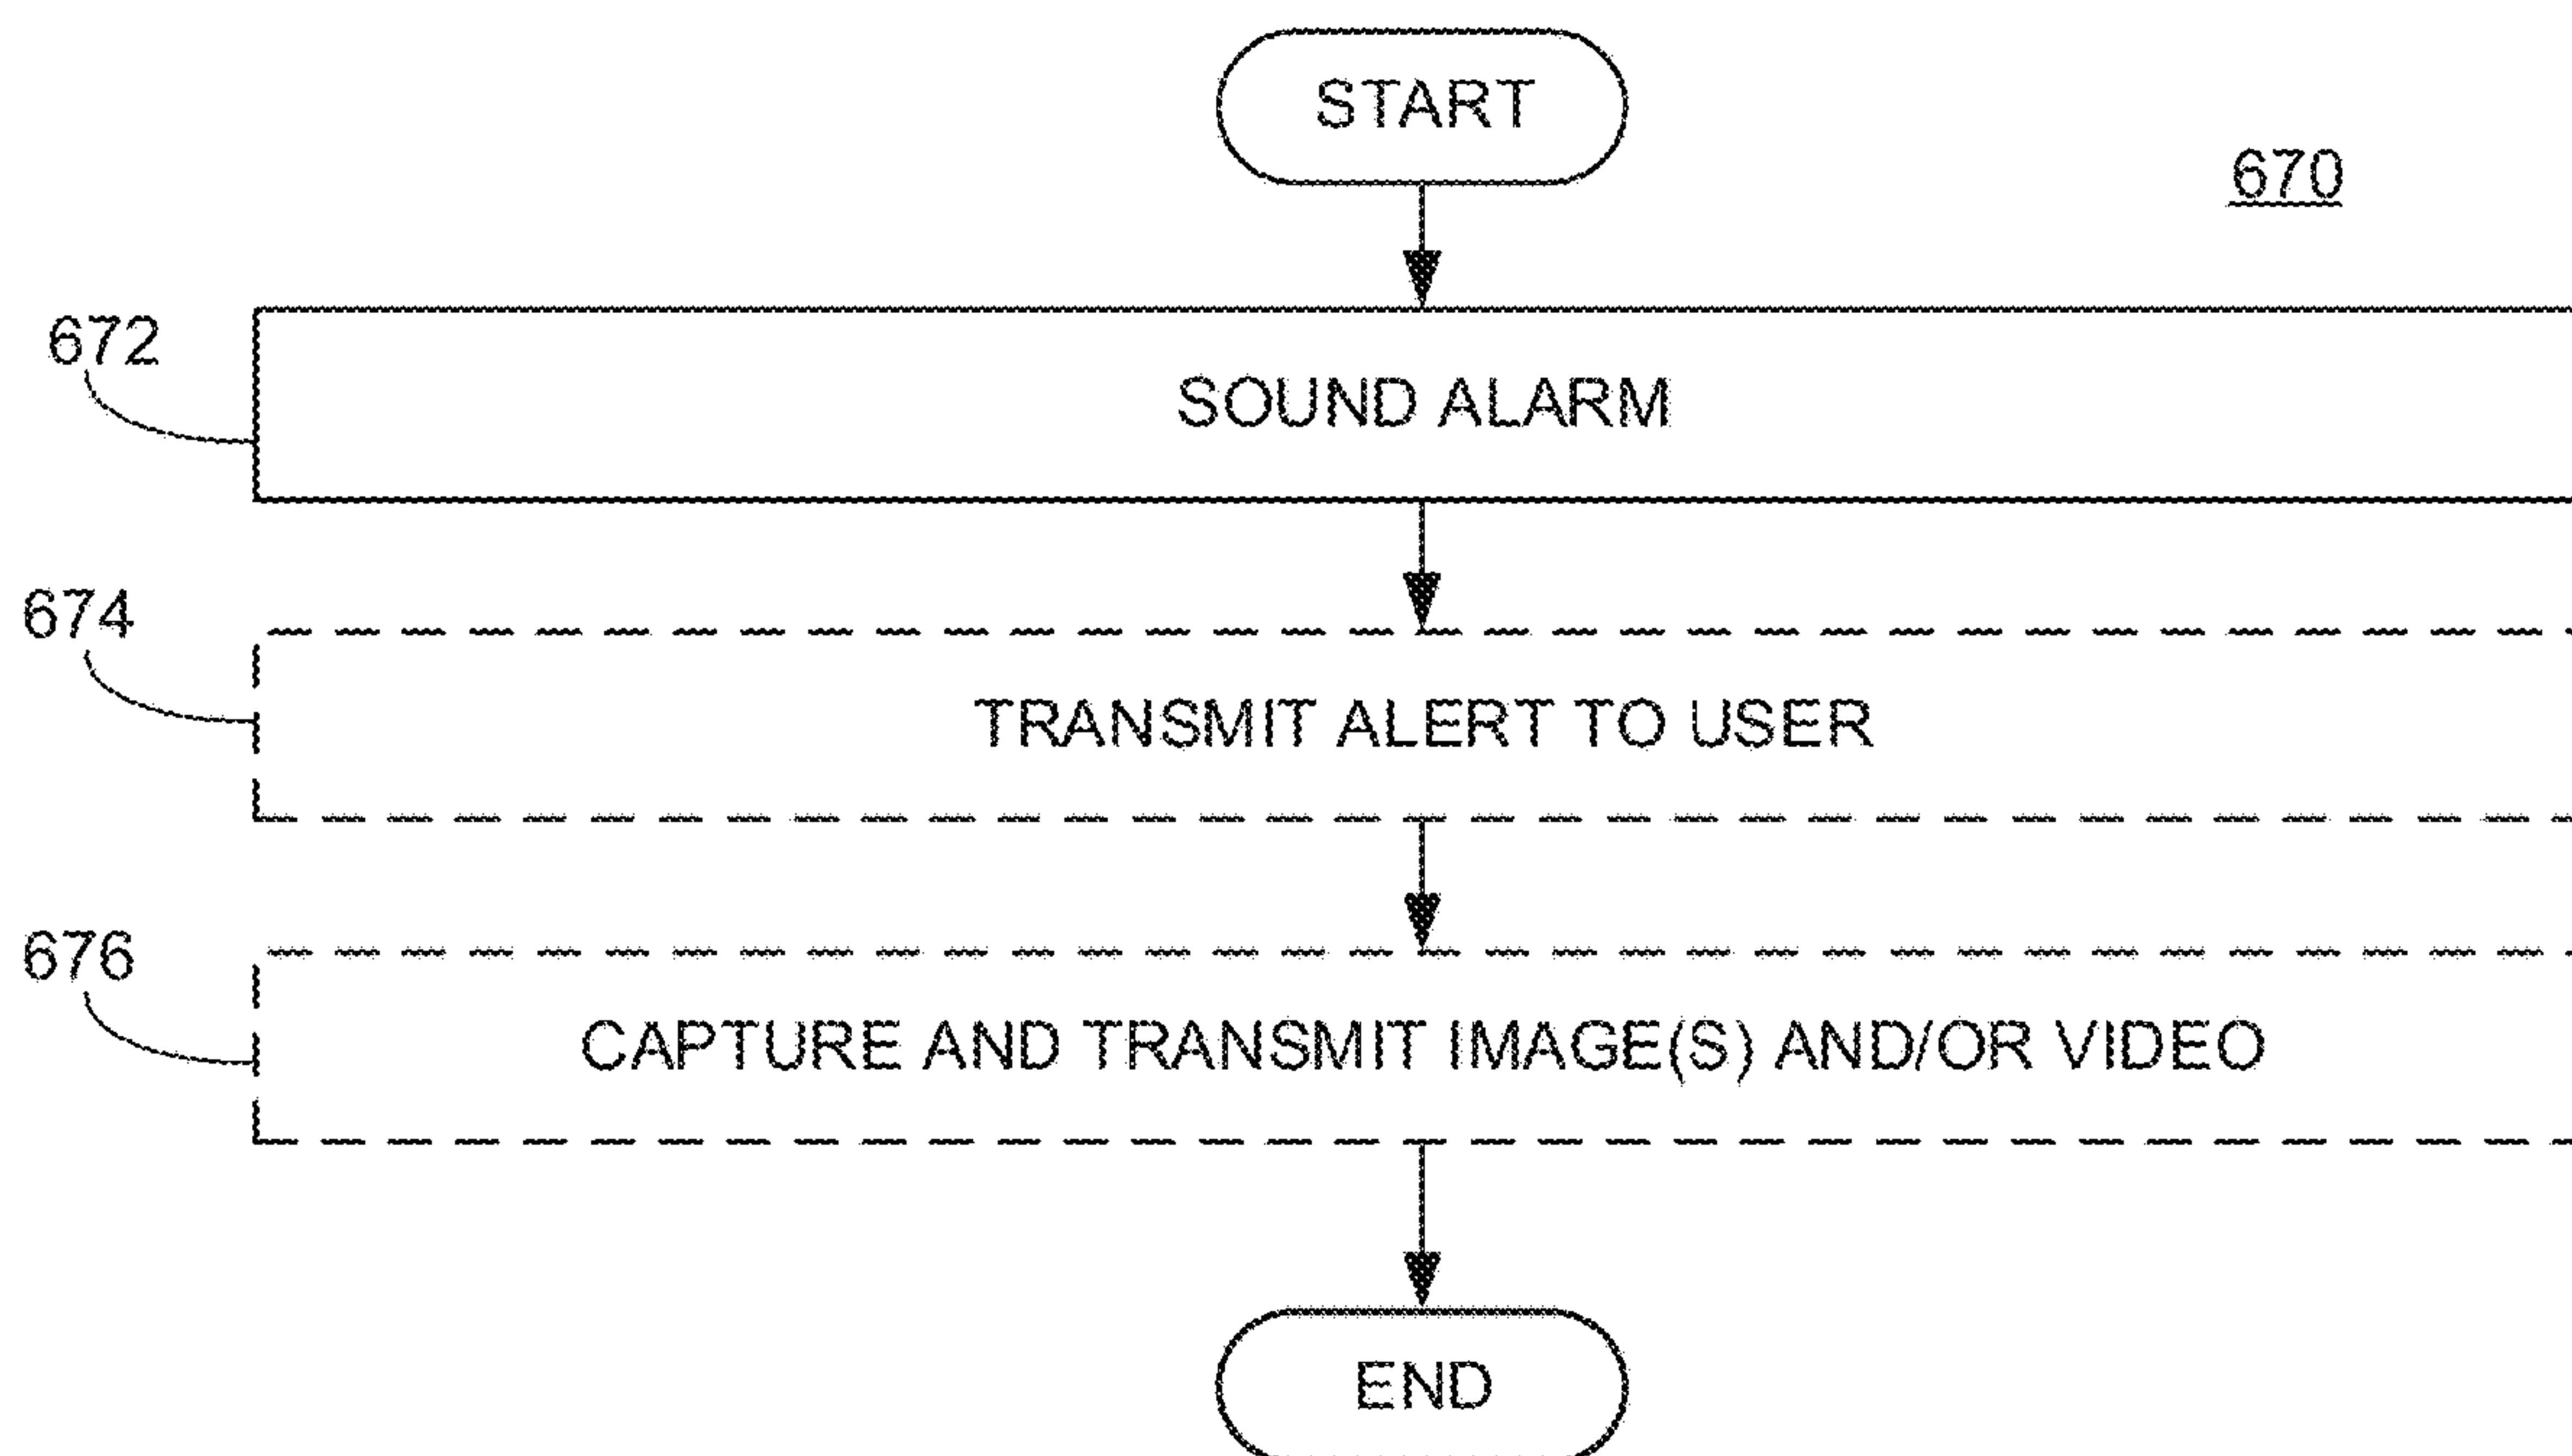 START
670
672
SOUND ALARM
674
TRANSMIT ALERT TO USER
676
CAPTURE AND TRANSMIT IMAGE(S) AND/OR VIDEO
END